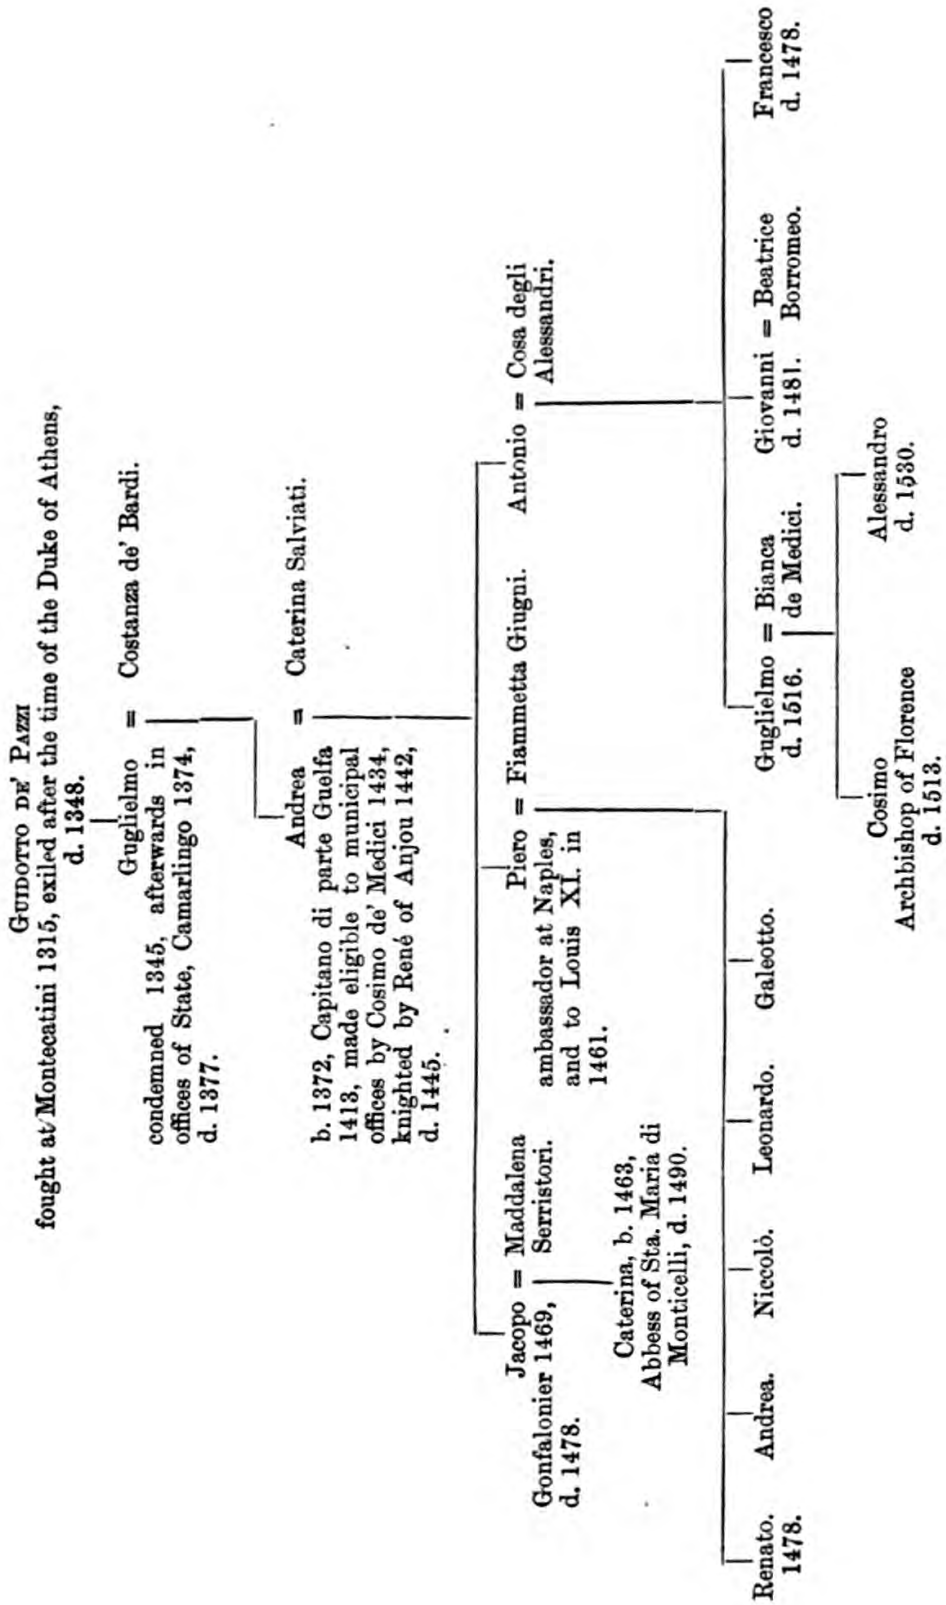 GUIDOTTO DE' PAZZI
fought at Montecatini 1315, exiled after the time of the Duke of Athens,
d. 1348.
Guglielmo = Costanza de' Bardi.
condemned 1345, afterwards in
offices of State, Camarlingo 1374,
d. 1377.
Andrea = Caterina Salviati.
b. 1372, Capitano di parte Guelfa
1413, made eligible to municipal
offices by Cosimo de' Medici 1434,
knighted by René of Anjou 1442,
d. 1445.
Jacopo = Maddalena
Serristori.
Gonfalonier 1469,
d. 1478.
Caterina, b. 1463,
Abbess of Sta. Maria di
Monticelli, d. 1490.
Piero = Fiammetta Giugni.
ambassador at Naples,
and to Louis XI. in
1461.
Antonio = Cosa degli
Alessandri.
Renato.
1478.
Andrea.
Niccolò.
Leonardo.
Galeotto.
Guglielmo = Bianca
d. 1516. de Medici.
Giovanni = Beatrice
d. 1481. Borromeo.
Francesco
d. 1478.
Cosimo
Archbishop of Florence
d. 1513.
Alessandro
d. 1530.